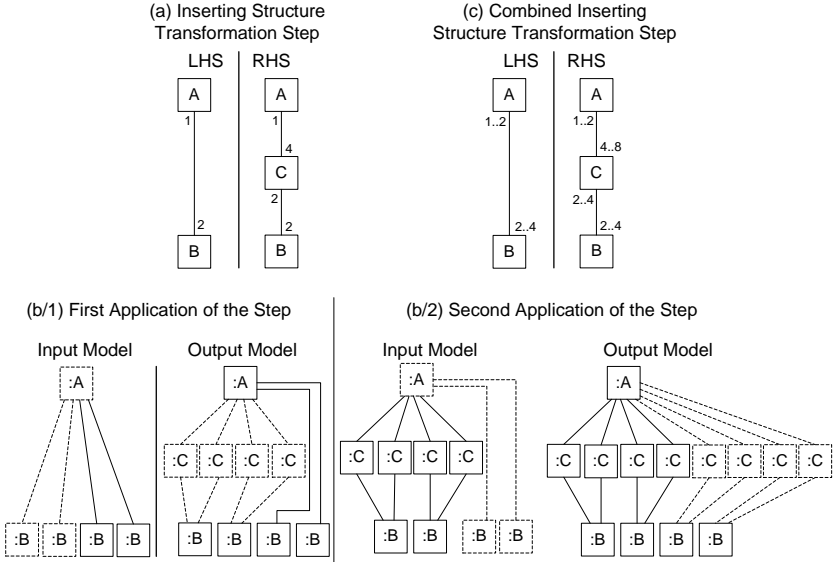 (a) Inserting Structure
Transformation Step
LHS RHS
A A
1 1
4
C
2
2 2
B B
(c) Combined Inserting
Structure Transformation Step
LHS RHS
A A
1..2 1..2
4..8
C
2..4
2..4 2..4
B B
(b/1) First Application of the Step
Input Model Output Model
:A :A
:C :C :C :C
:B :B :B :B :B :B :B :B
(b/2) Second Application of the Step
Input Model Output Model
:A :A
:C :C :C :C :C :C :C :C :C :C :C :C
:B :B :B :B :B :B :B :B